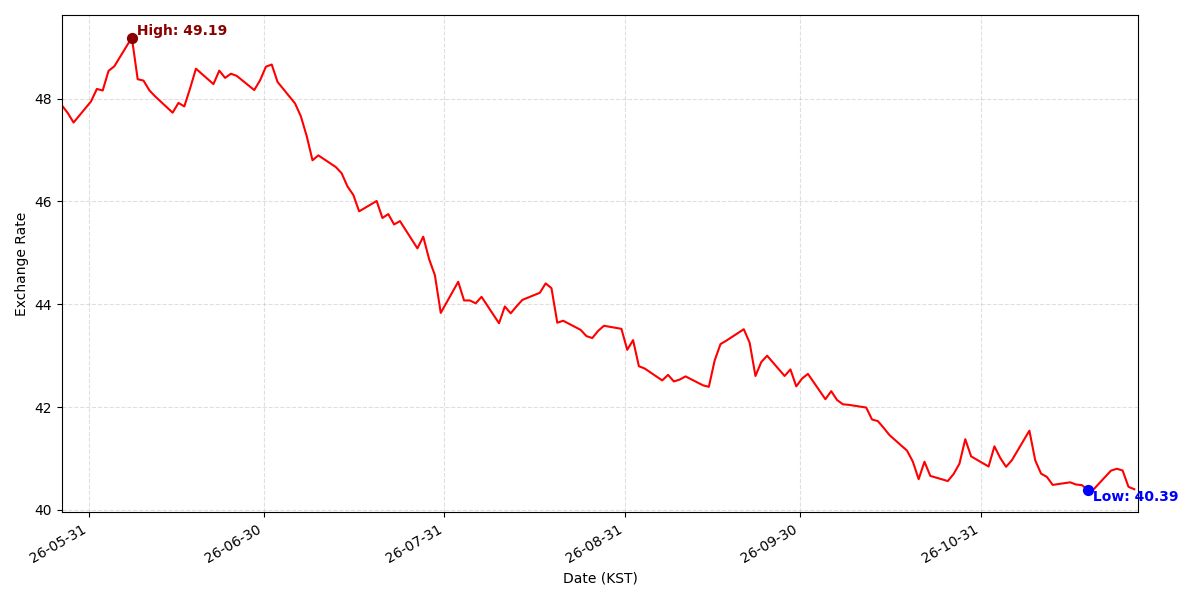 High: 49.19
48
46
44
42
40
Exchange Rate
Low: 40.39
26-05-31
26-06-30
26-07-31
26-08-31
26-09-30
26-10-31
Date (KST)